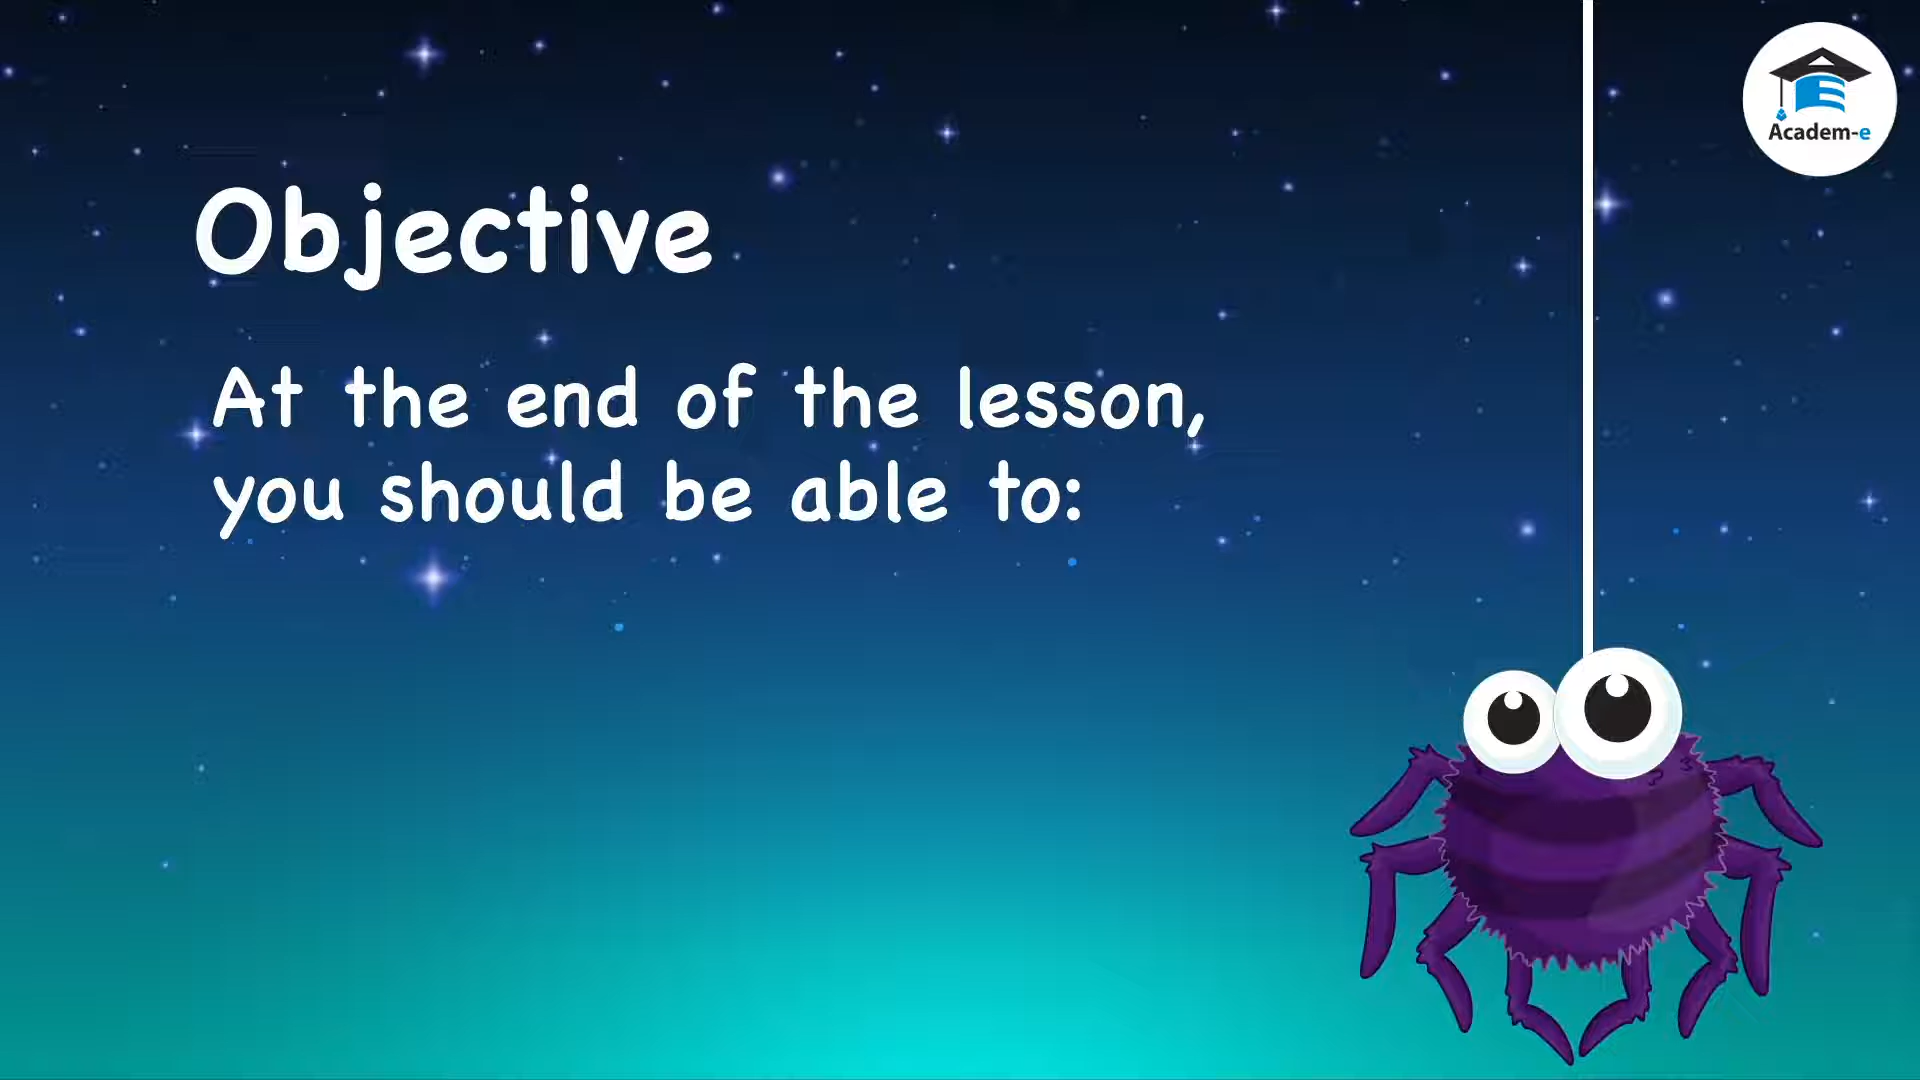 Objective
At the end of the lesson,
you should be able to:
Academ-e